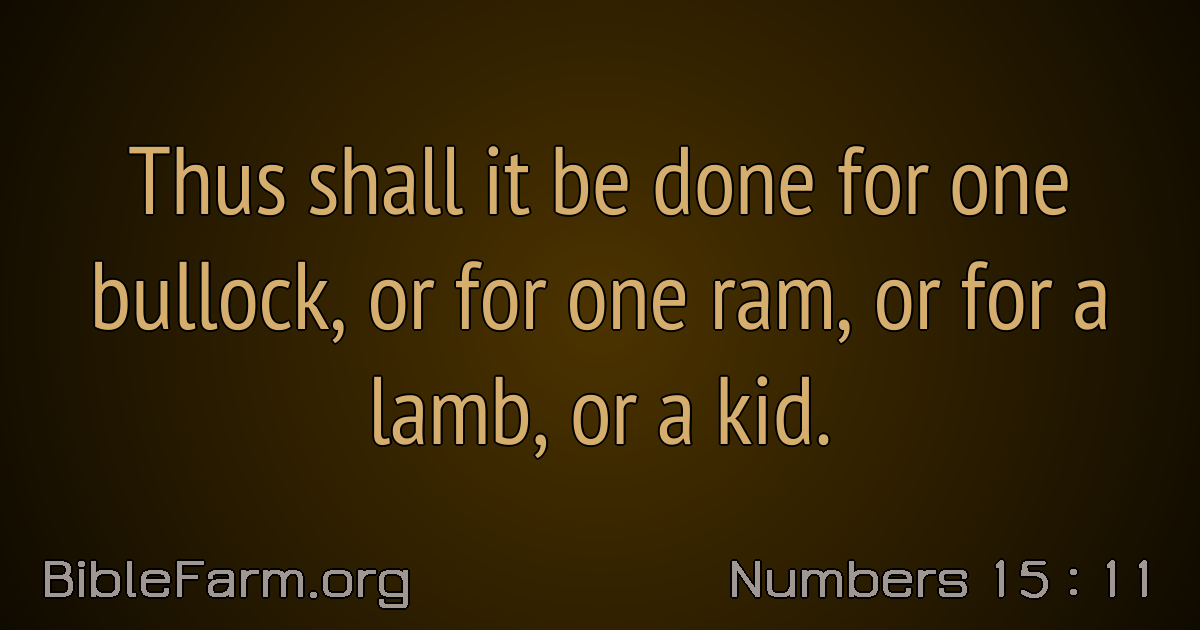 Thus shall it be done for one
bullock, or for one ram, or for a
lamb, or a kid.
BibleFarm.org
Numbers 15 : 11